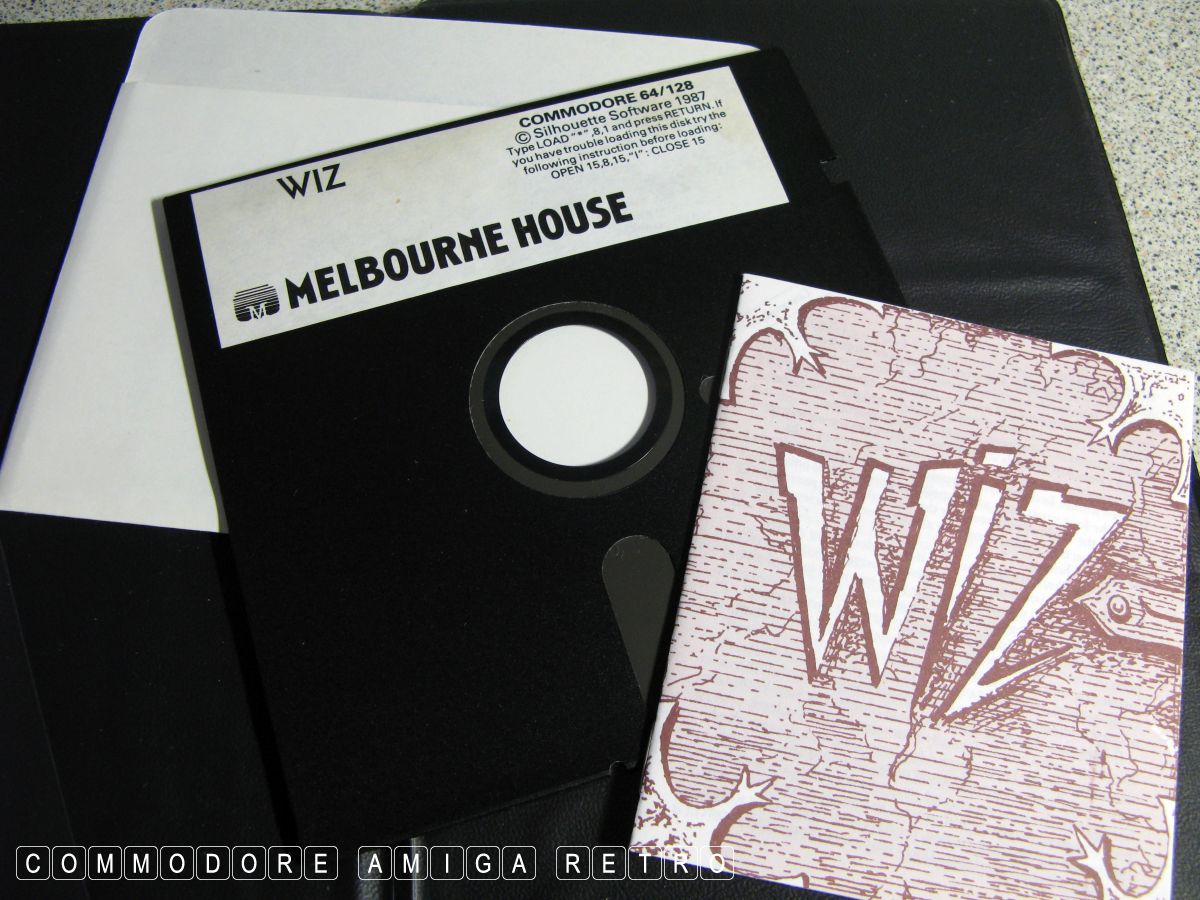 COMMODORE 64/128
© Silhouette Software 1987
Type LOAD "*",8,1 and press RETURN. If
you have trouble loading this disk try the
following instruction before loading:
OPEN 15,8,15,"I" : CLOSE 15
WIZ
MELBOURNE HOUSE
M
WiZ
COMMODORE AMIGA RETRO